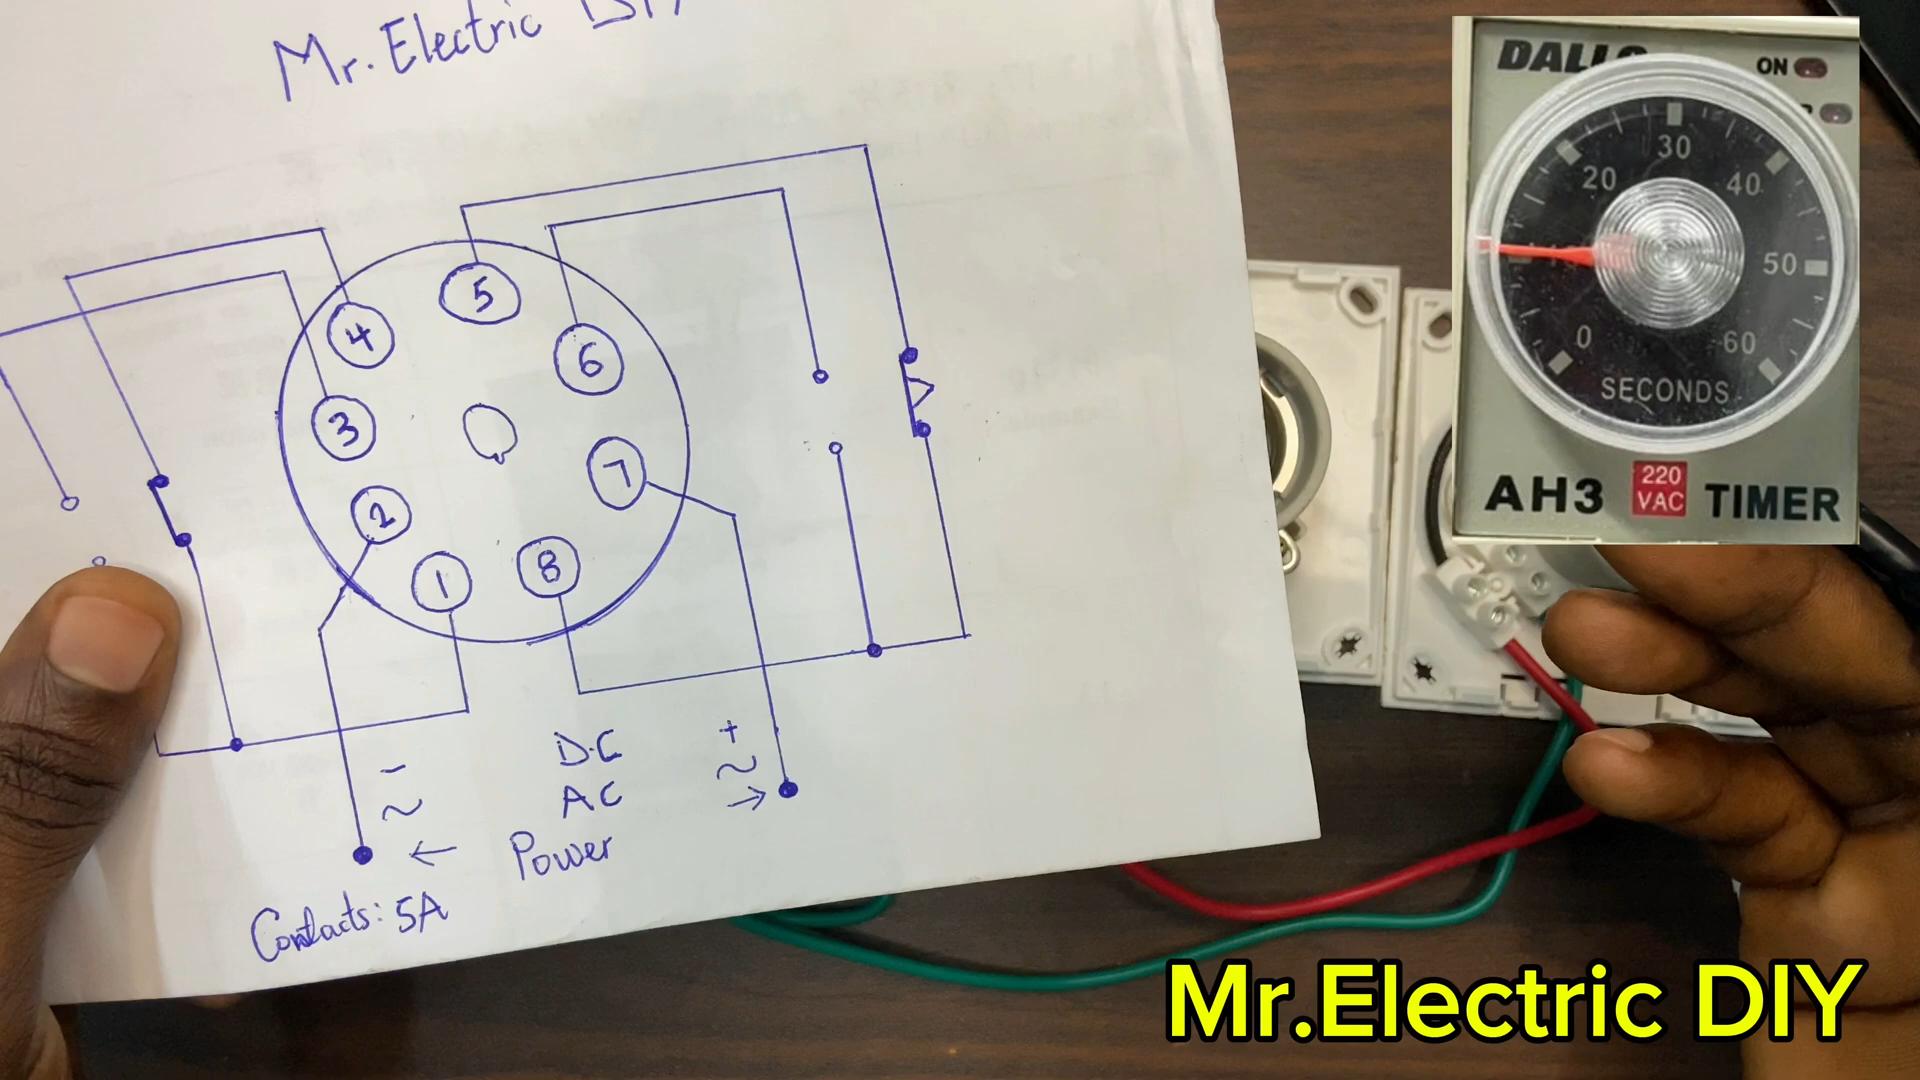 Mr. Electric DIY
5
4
6
3
7
2
1
8
- D.C +
~ AC ~
← Power →
Contacts: 5A
ON
30
20
40
50
0
60
SECONDS
AH3 220 VAC TIMER
Mr.Electric DIY